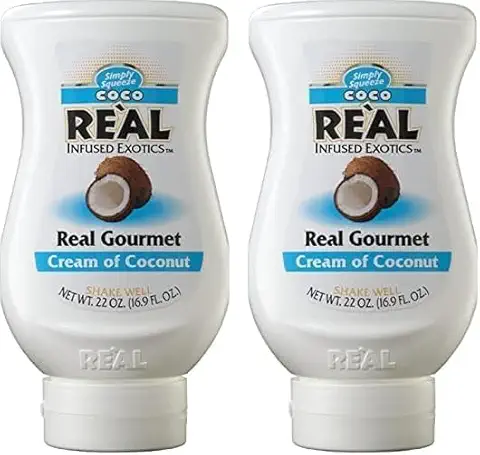 Simply
Squeeze
COCO
REÀL
INFUSED EXOTICS™
Real Gourmet
Cream of Coconut
SHAKE WELL
NET WT. 22 OZ. (16.9 FL. OZ.)
REÀL
Simply
Squeeze
COCO
REÀL
INFUSED EXOTICS™
Real Gourmet
Cream of Coconut
SHAKE WELL
NET WT. 22 OZ. (16.9 FL. OZ.)
REÀL